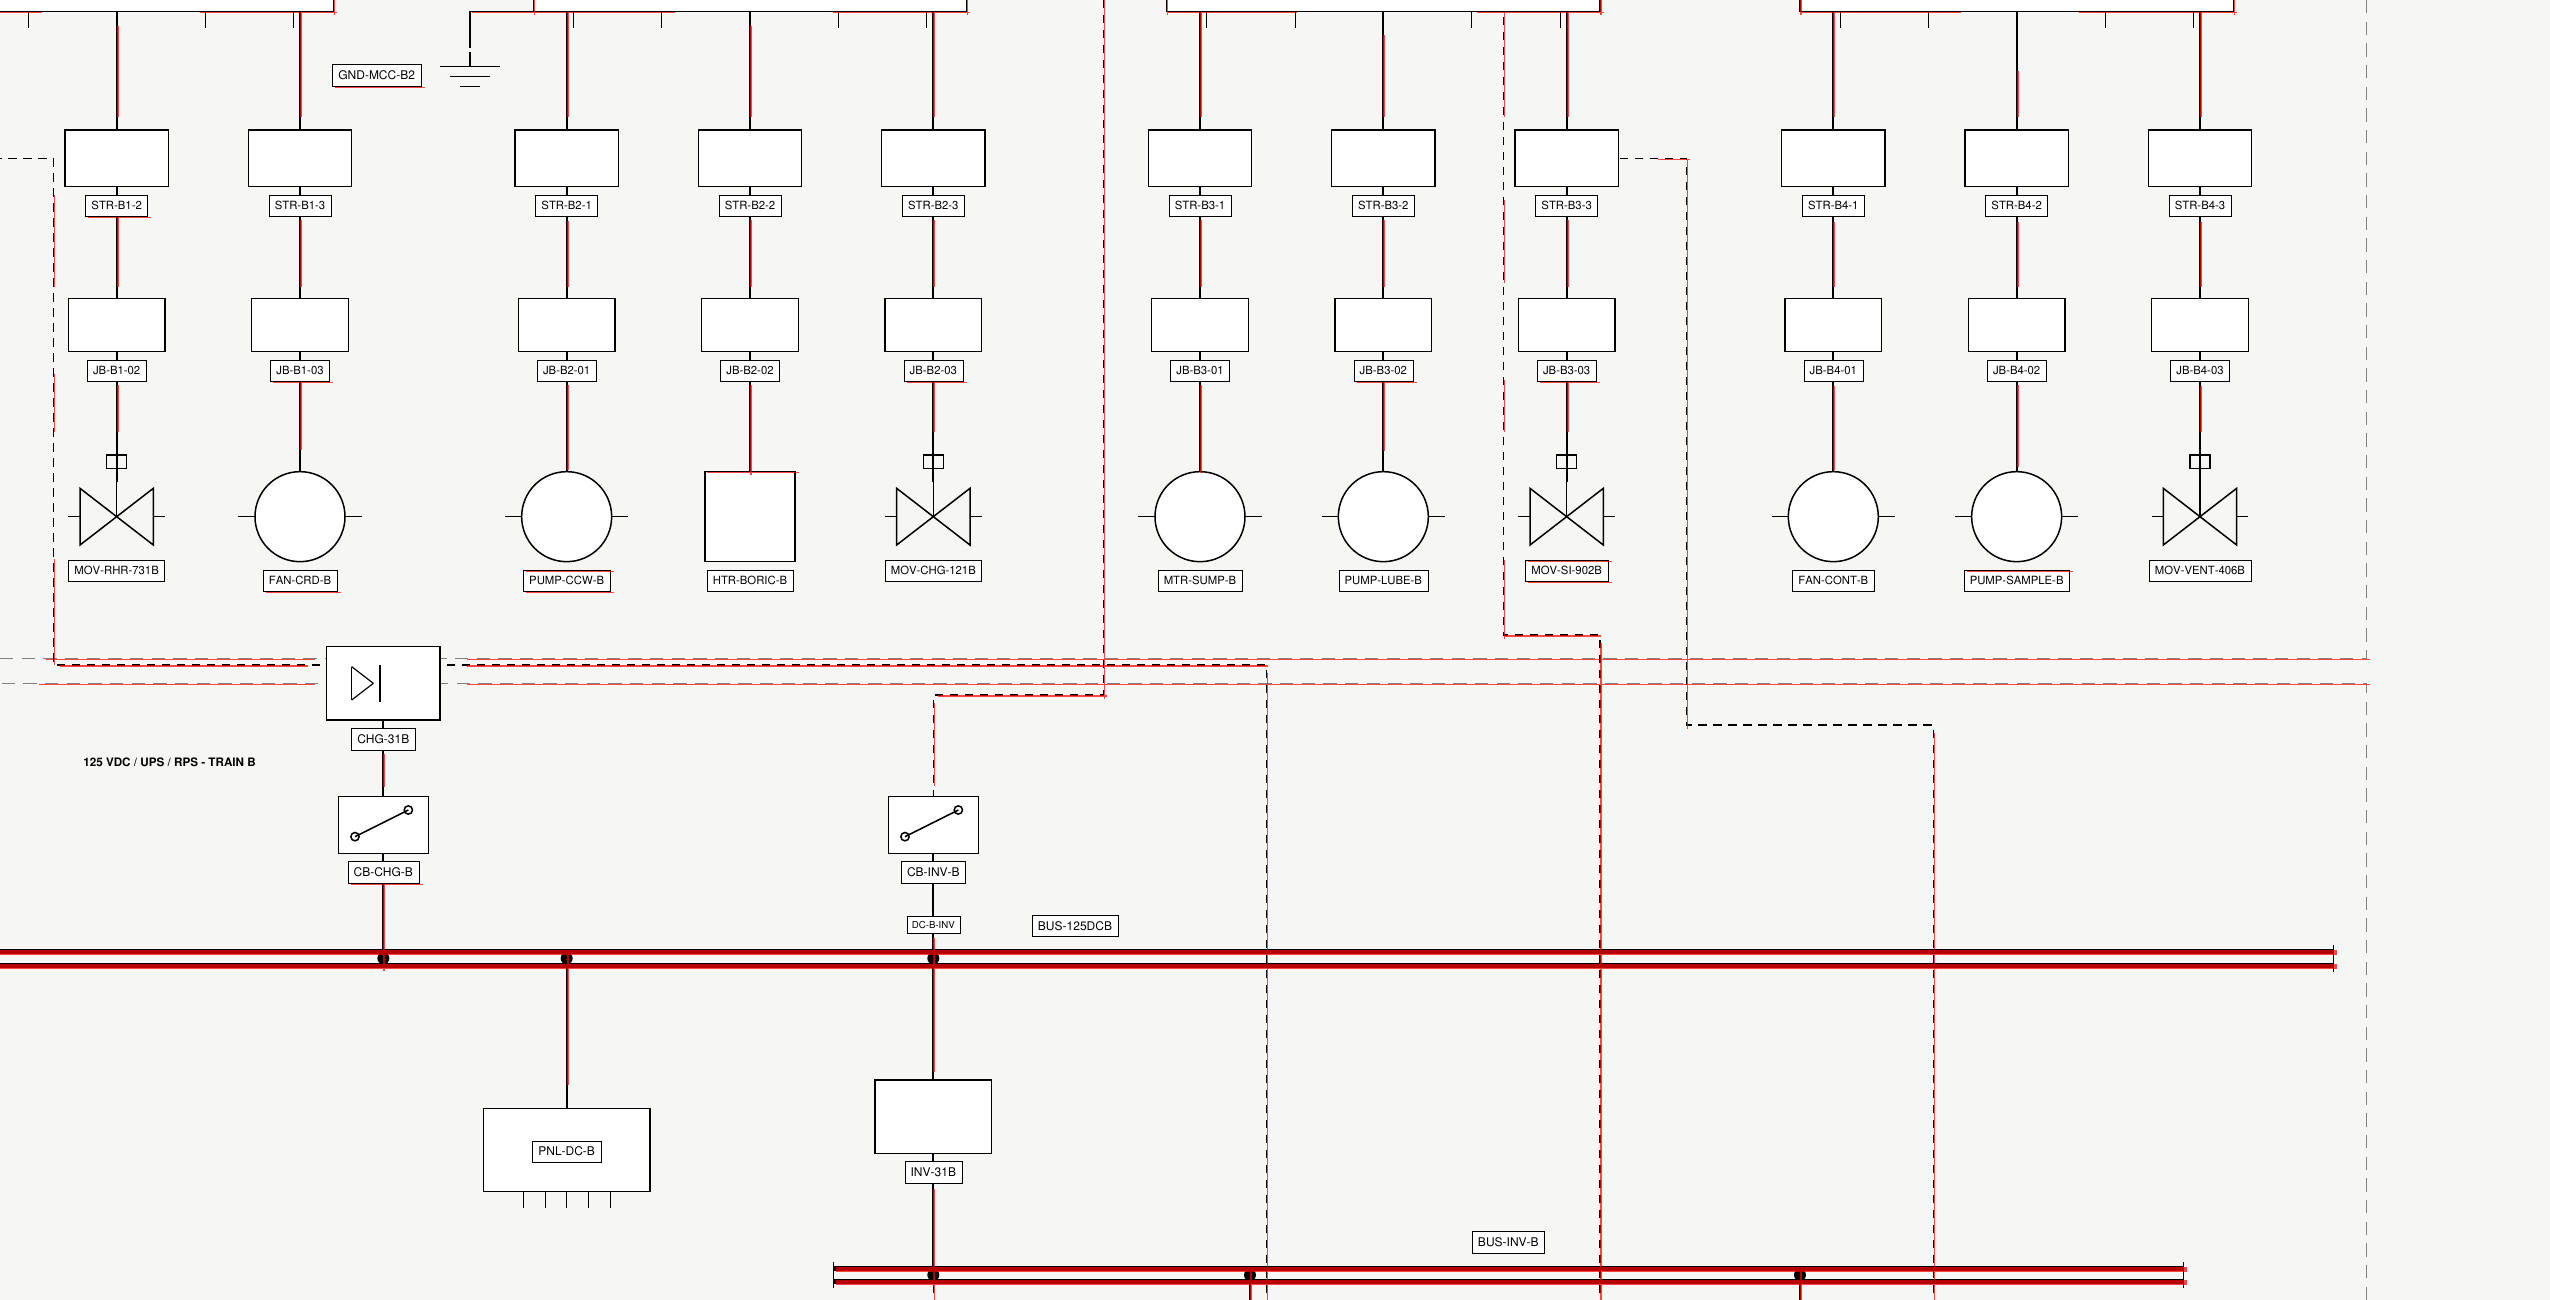 GND-MCC-B2
STR-B1-2
STR-B1-3
STR-B2-1
STR-B2-2
STR-B2-3
STR-B3-1
STR-B3-2
STR-B3-3
STR-B4-1
STR-B4-2
STR-B4-3
JB-B1-02
JB-B1-03
JB-B2-01
JB-B2-02
JB-B2-03
JB-B3-01
JB-B3-02
JB-B3-03
JB-B4-01
JB-B4-02
JB-B4-03
MOV-RHR-731B
FAN-CRD-B
PUMP-CCW-B
HTR-BORIC-B
MOV-CHG-121B
MTR-SUMP-B
PUMP-LUBE-B
MOV-SI-902B
FAN-CONT-B
PUMP-SAMPLE-B
MOV-VENT-406B
CHG-31B
125 VDC / UPS / RPS - TRAIN B
CB-CHG-B
CB-INV-B
DC-B-INV
BUS-125DCB
PNL-DC-B
INV-31B
BUS-INV-B